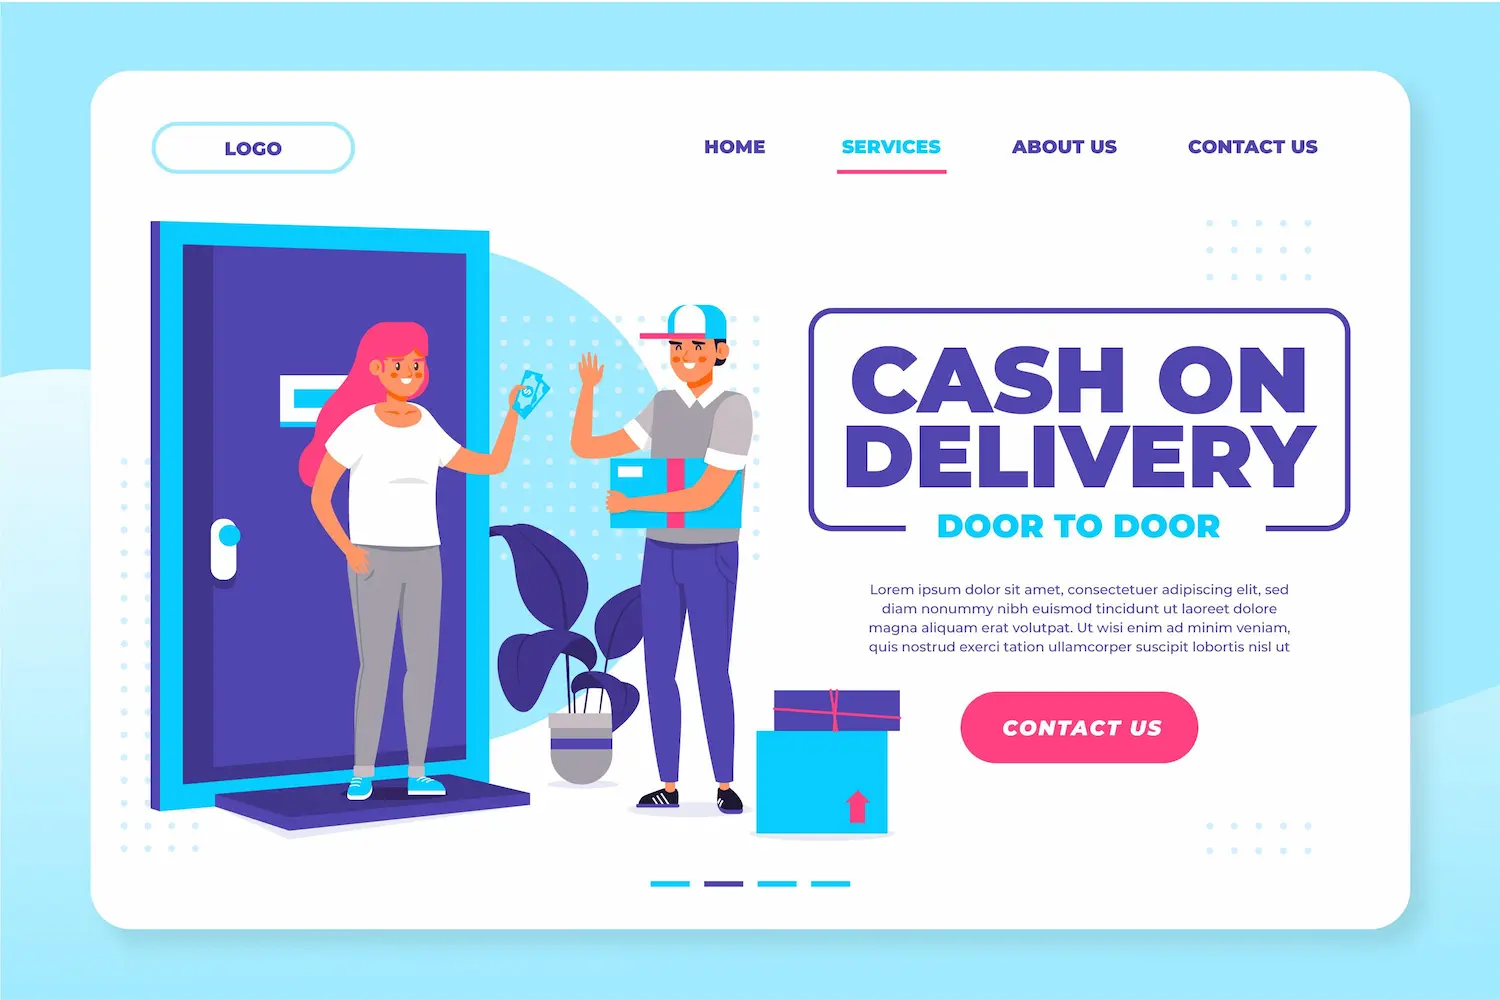 LOGO
HOME
SERVICES
ABOUT US
CONTACT US
CASH ON
DELIVERY
DOOR TO DOOR
Lorem ipsum dolor sit amet, consectetuer adipiscing elit, sed
diam nonummy nibh euismod tincidunt ut laoreet dolore
magna aliquam erat volutpat. Ut wisi enim ad minim veniam,
quis nostrud exerci tation ullamcorper suscipit lobortis nisl ut
CONTACT US